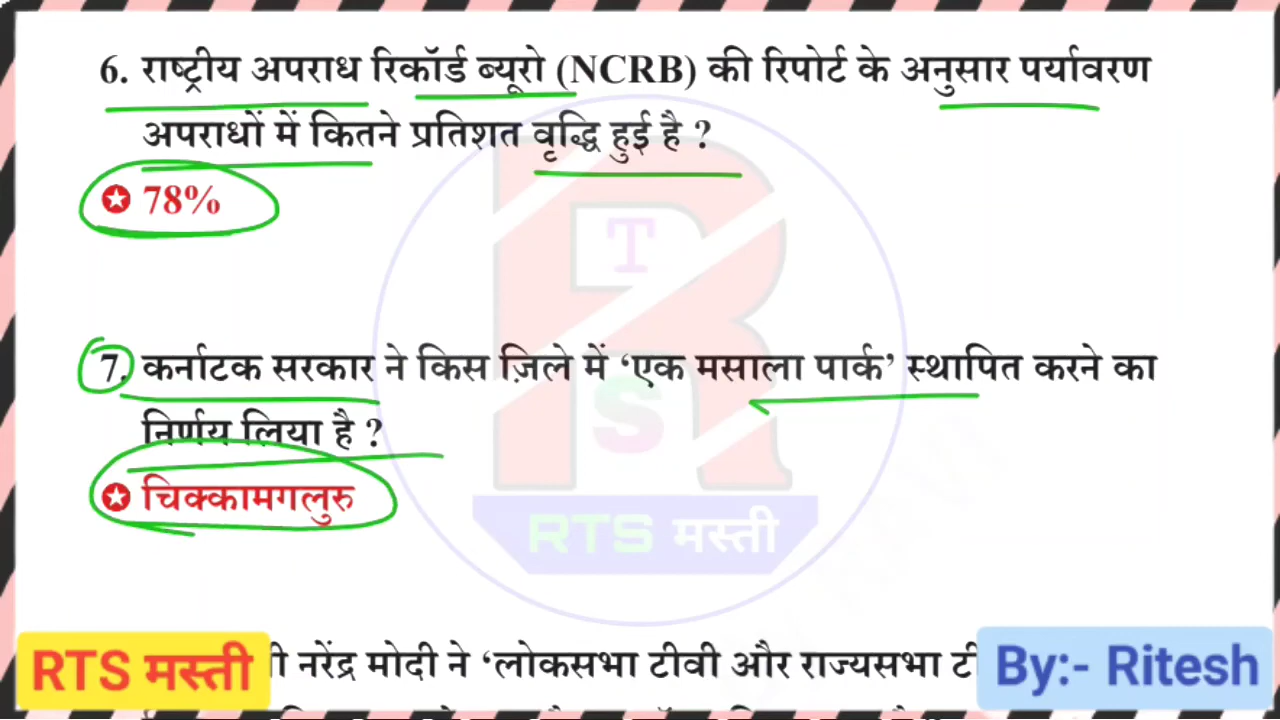 6. राष्ट्रीय अपराध रिकॉर्ड ब्यूरो (NCRB) की रिपोर्ट के अनुसार पर्यावरण
अपराधों में कितने प्रतिशत वृद्धि हुई है ?
78%
7. कर्नाटक सरकार ने किस ज़िले में ‘एक मसाला पार्क’ स्थापित करने का
निर्णय लिया है ?
चिक्कामगलुरु
T
S
RTS मस्ती
नरेंद्र मोदी ने ‘लोकसभा टीवी और राज्यसभा
RTS मस्ती
By:- Ritesh